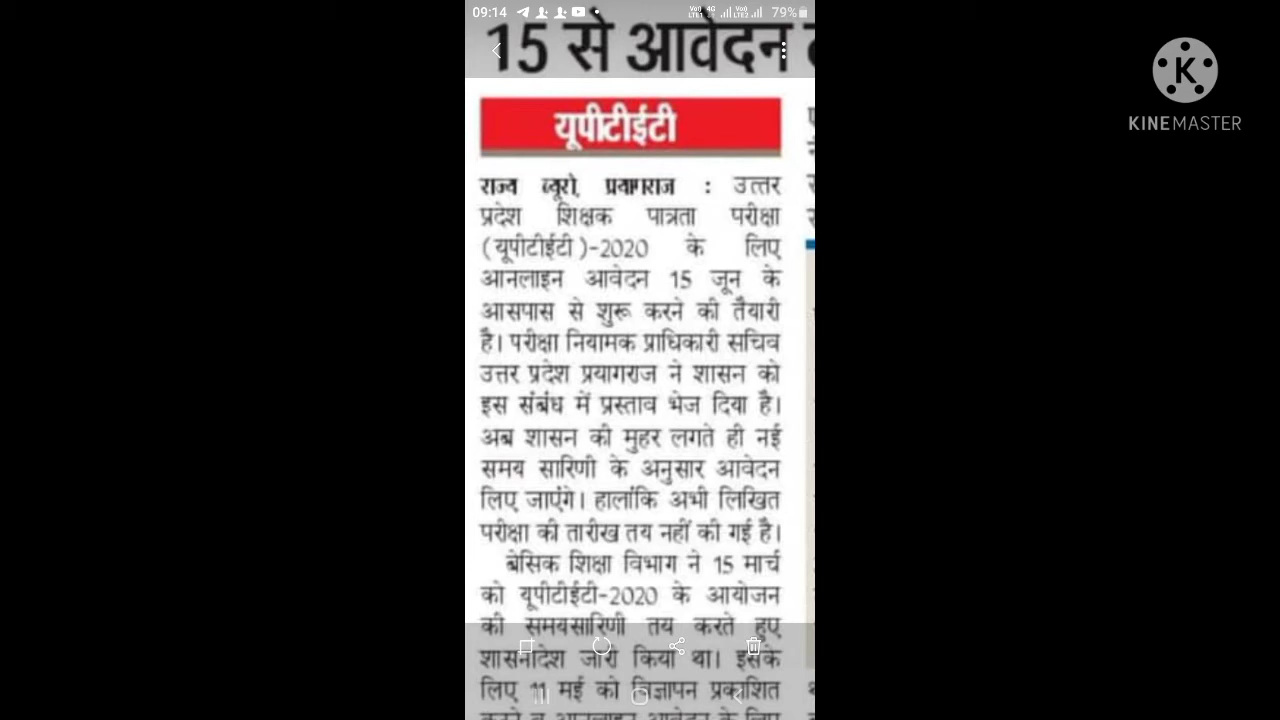 09:14
79%
15 से आवेदन
KINEMASTER
यूपीटीईटी
राज्य ब्यूरो, प्रयागराज : उत्तर
प्रदेश शिक्षक पात्रता परीक्षा
(यूपीटीईटी)-2020 के लिए
आनलाइन आवेदन 15 जून के
आसपास से शुरू करने की तैयारी
है। परीक्षा नियामक प्राधिकारी सचिव
उत्तर प्रदेश प्रयागराज ने शासन को
इस संबंध में प्रस्ताव भेज दिया है।
अब शासन की मुहर लगते ही नई
समय सारिणी के अनुसार आवेदन
लिए जाएंगे। हालांकि अभी लिखित
परीक्षा की तारीख तय नहीं की गई है।
बेसिक शिक्षा विभाग ने 15 मार्च
को यूपीटीईटी-2020 के आयोजन
की समयसारिणी तय करते हुए
शासनादेश जारी किया था। इसके
लिए 11 मई को विज्ञापन प्रकाशित